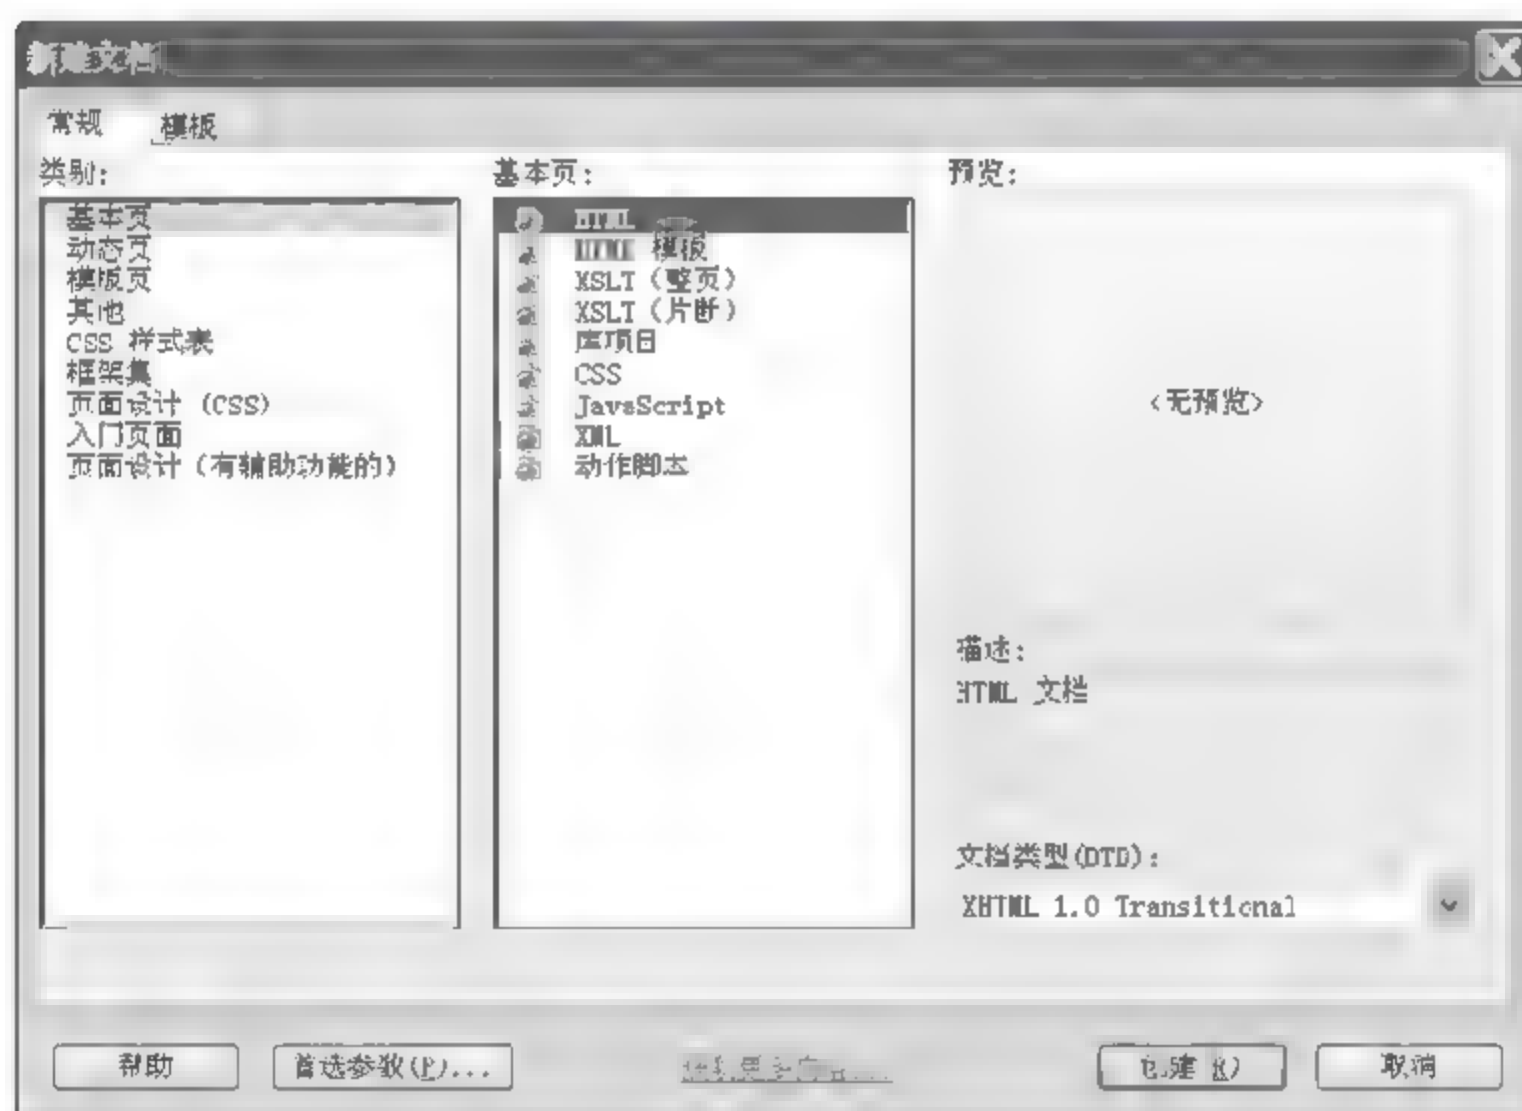 新建文档
常规 模板
类别:
基本页
动态页
模版页
其他
CSS 样式表
框架集
页面设计 (CSS)
入门页面
页面设计（有辅助功能的）
基本页:
HTML
HTML 模板
XSLT（整页）
XSLT（片断）
库项目
CSS
JavaScript
XML
动作脚本
预览:
<无预览>
描述:
HTML 文档
文档类型(DTD):
XHTML 1.0 Transitional
帮助 首选参数(P)... 创建(R) 取消